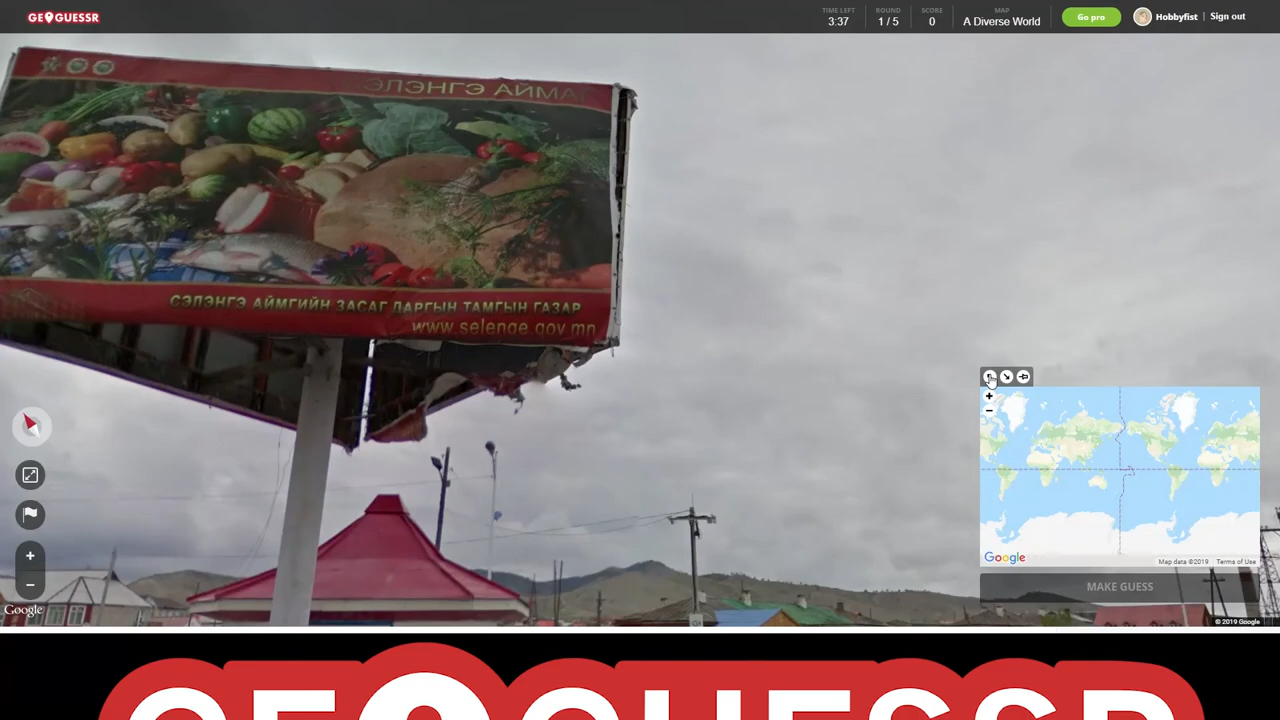 GEOGUESSR
TIME LEFT
3:37
ROUND
1 / 5
SCORE
0
MAP
A Diverse World
Go pro
Hobbyfist
Sign out
ЭЛЭНГЭ АЙМАГ
СЭЛЭНГЭ АЙМГИЙН ЗАСАГ ДАРГЫН ТАМГЫН ГАЗАР
www.selenge.gov.mn
Google
Google
Map data ©2019
Terms of Use
MAKE GUESS
© 2019 Google
GEOGUESSR